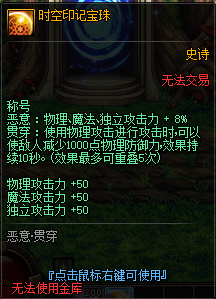 时空印记宝珠
史诗
无法交易
称号
恶意：物理、魔法、独立攻击力 + 8%
贯穿：使用物理攻击进行攻击时,可以
使敌人减少1000点物理防御力,效果持
续10秒。(效果最多可重叠5次)
物理攻击力 +50
魔法攻击力 +50
独立攻击力 +50
恶意·贯穿
『点击鼠标右键可使用』
无法使用金库